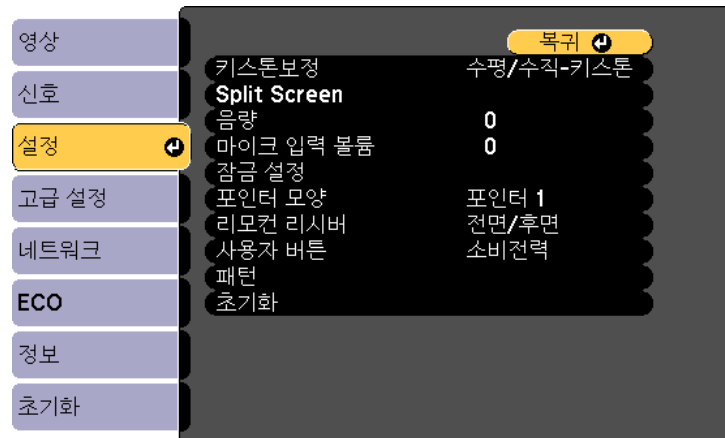 영상
신호
설정
고급 설정
네트워크
ECO
정보
초기화
복귀
키스톤보정 수평/수직-키스톤
Split Screen
음량 0
마이크 입력 볼륨 0
잠금 설정
포인터 모양 포인터 1
리모컨 리시버 전면/후면
사용자 버튼 소비전력
패턴
초기화